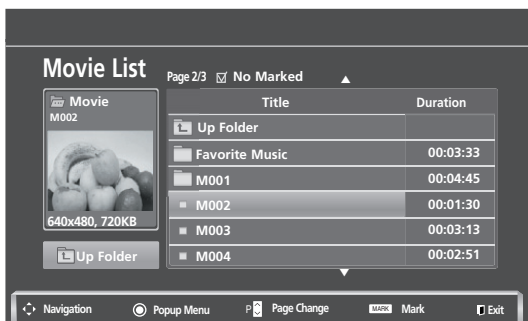 Movie List
Page 2/3 No Marked
Movie
M002
640x480, 720KB
Up Folder
Title Duration
Up Folder
Favorite Music 00:03:33
M001 00:04:45
M002 00:01:30
M003 00:03:13
M004 00:02:51
Navigation Popup Menu P Page Change MARK Mark Exit